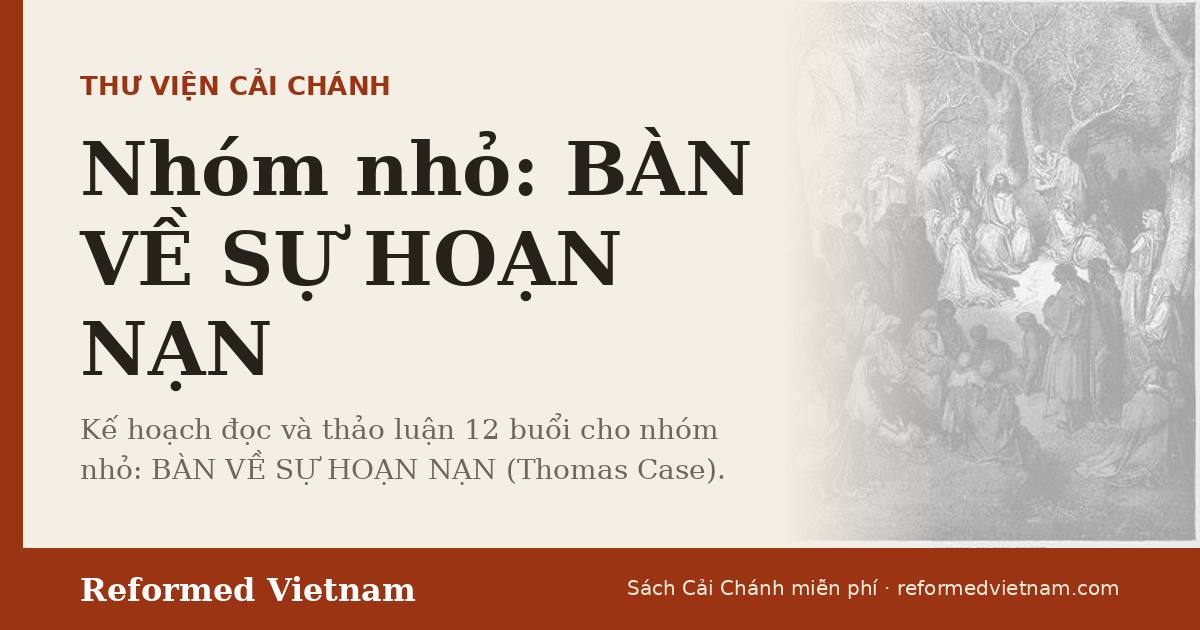 THƯ VIỆN CẢI CHÁNH
Nhóm nhỏ: BÀN
VỀ SỰ HOẠN
NẠN
Kế hoạch đọc và thảo luận 12 buổi cho nhóm
nhỏ: BÀN VỀ SỰ HOẠN NẠN (Thomas Case).
Reformed Vietnam
Sách Cải Chánh miễn phí · reformedvietnam.com